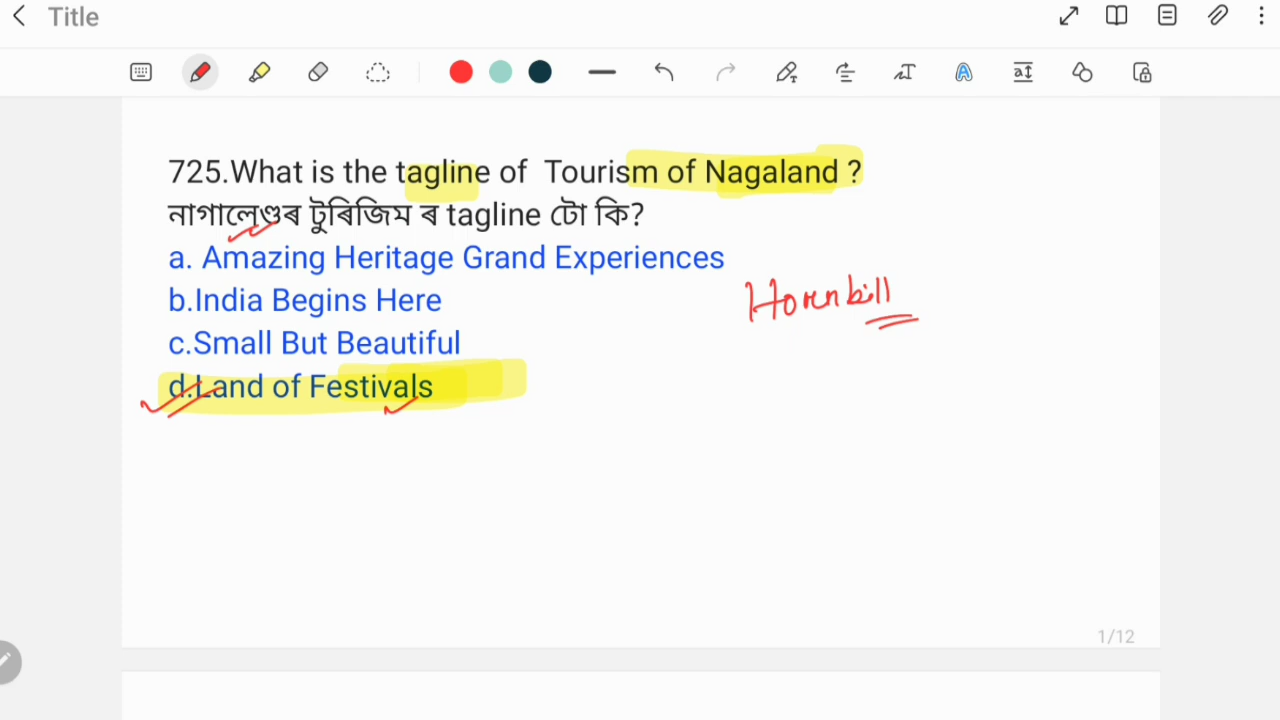 Title
725.What is the tagline of Tourism of Nagaland ?
নাগালেণ্ডৰ টুৰিজিম ৰ tagline টো কি?
a. Amazing Heritage Grand Experiences
b.India Begins Here
Hornbill
c.Small But Beautiful
d.Land of Festivals
1/12